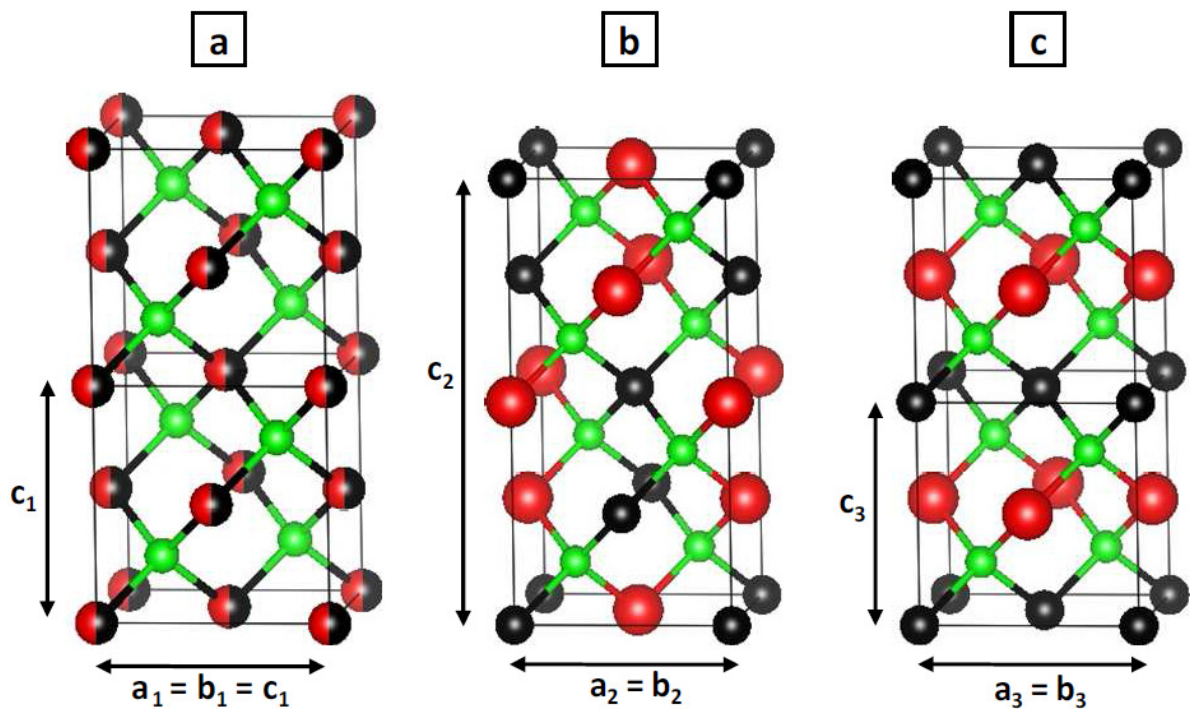 a
b
c
c1
c2
c3
a1 = b1 = c1
a2 = b2
a3 = b3